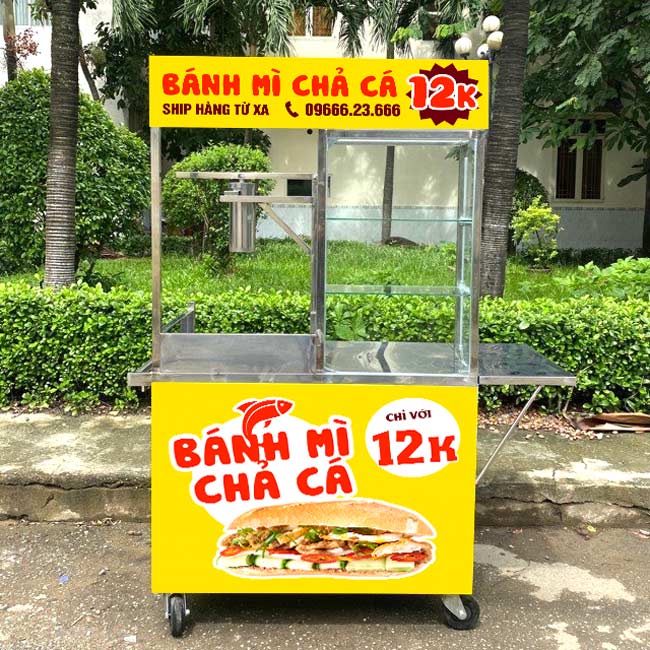 BÁNH MÌ CHẢ CÁ 12K
SHIP HÀNG TỪ XA 09666.23.666
BÁNH MÌ
CHẢ CÁ
CHỈ VỚI
12K